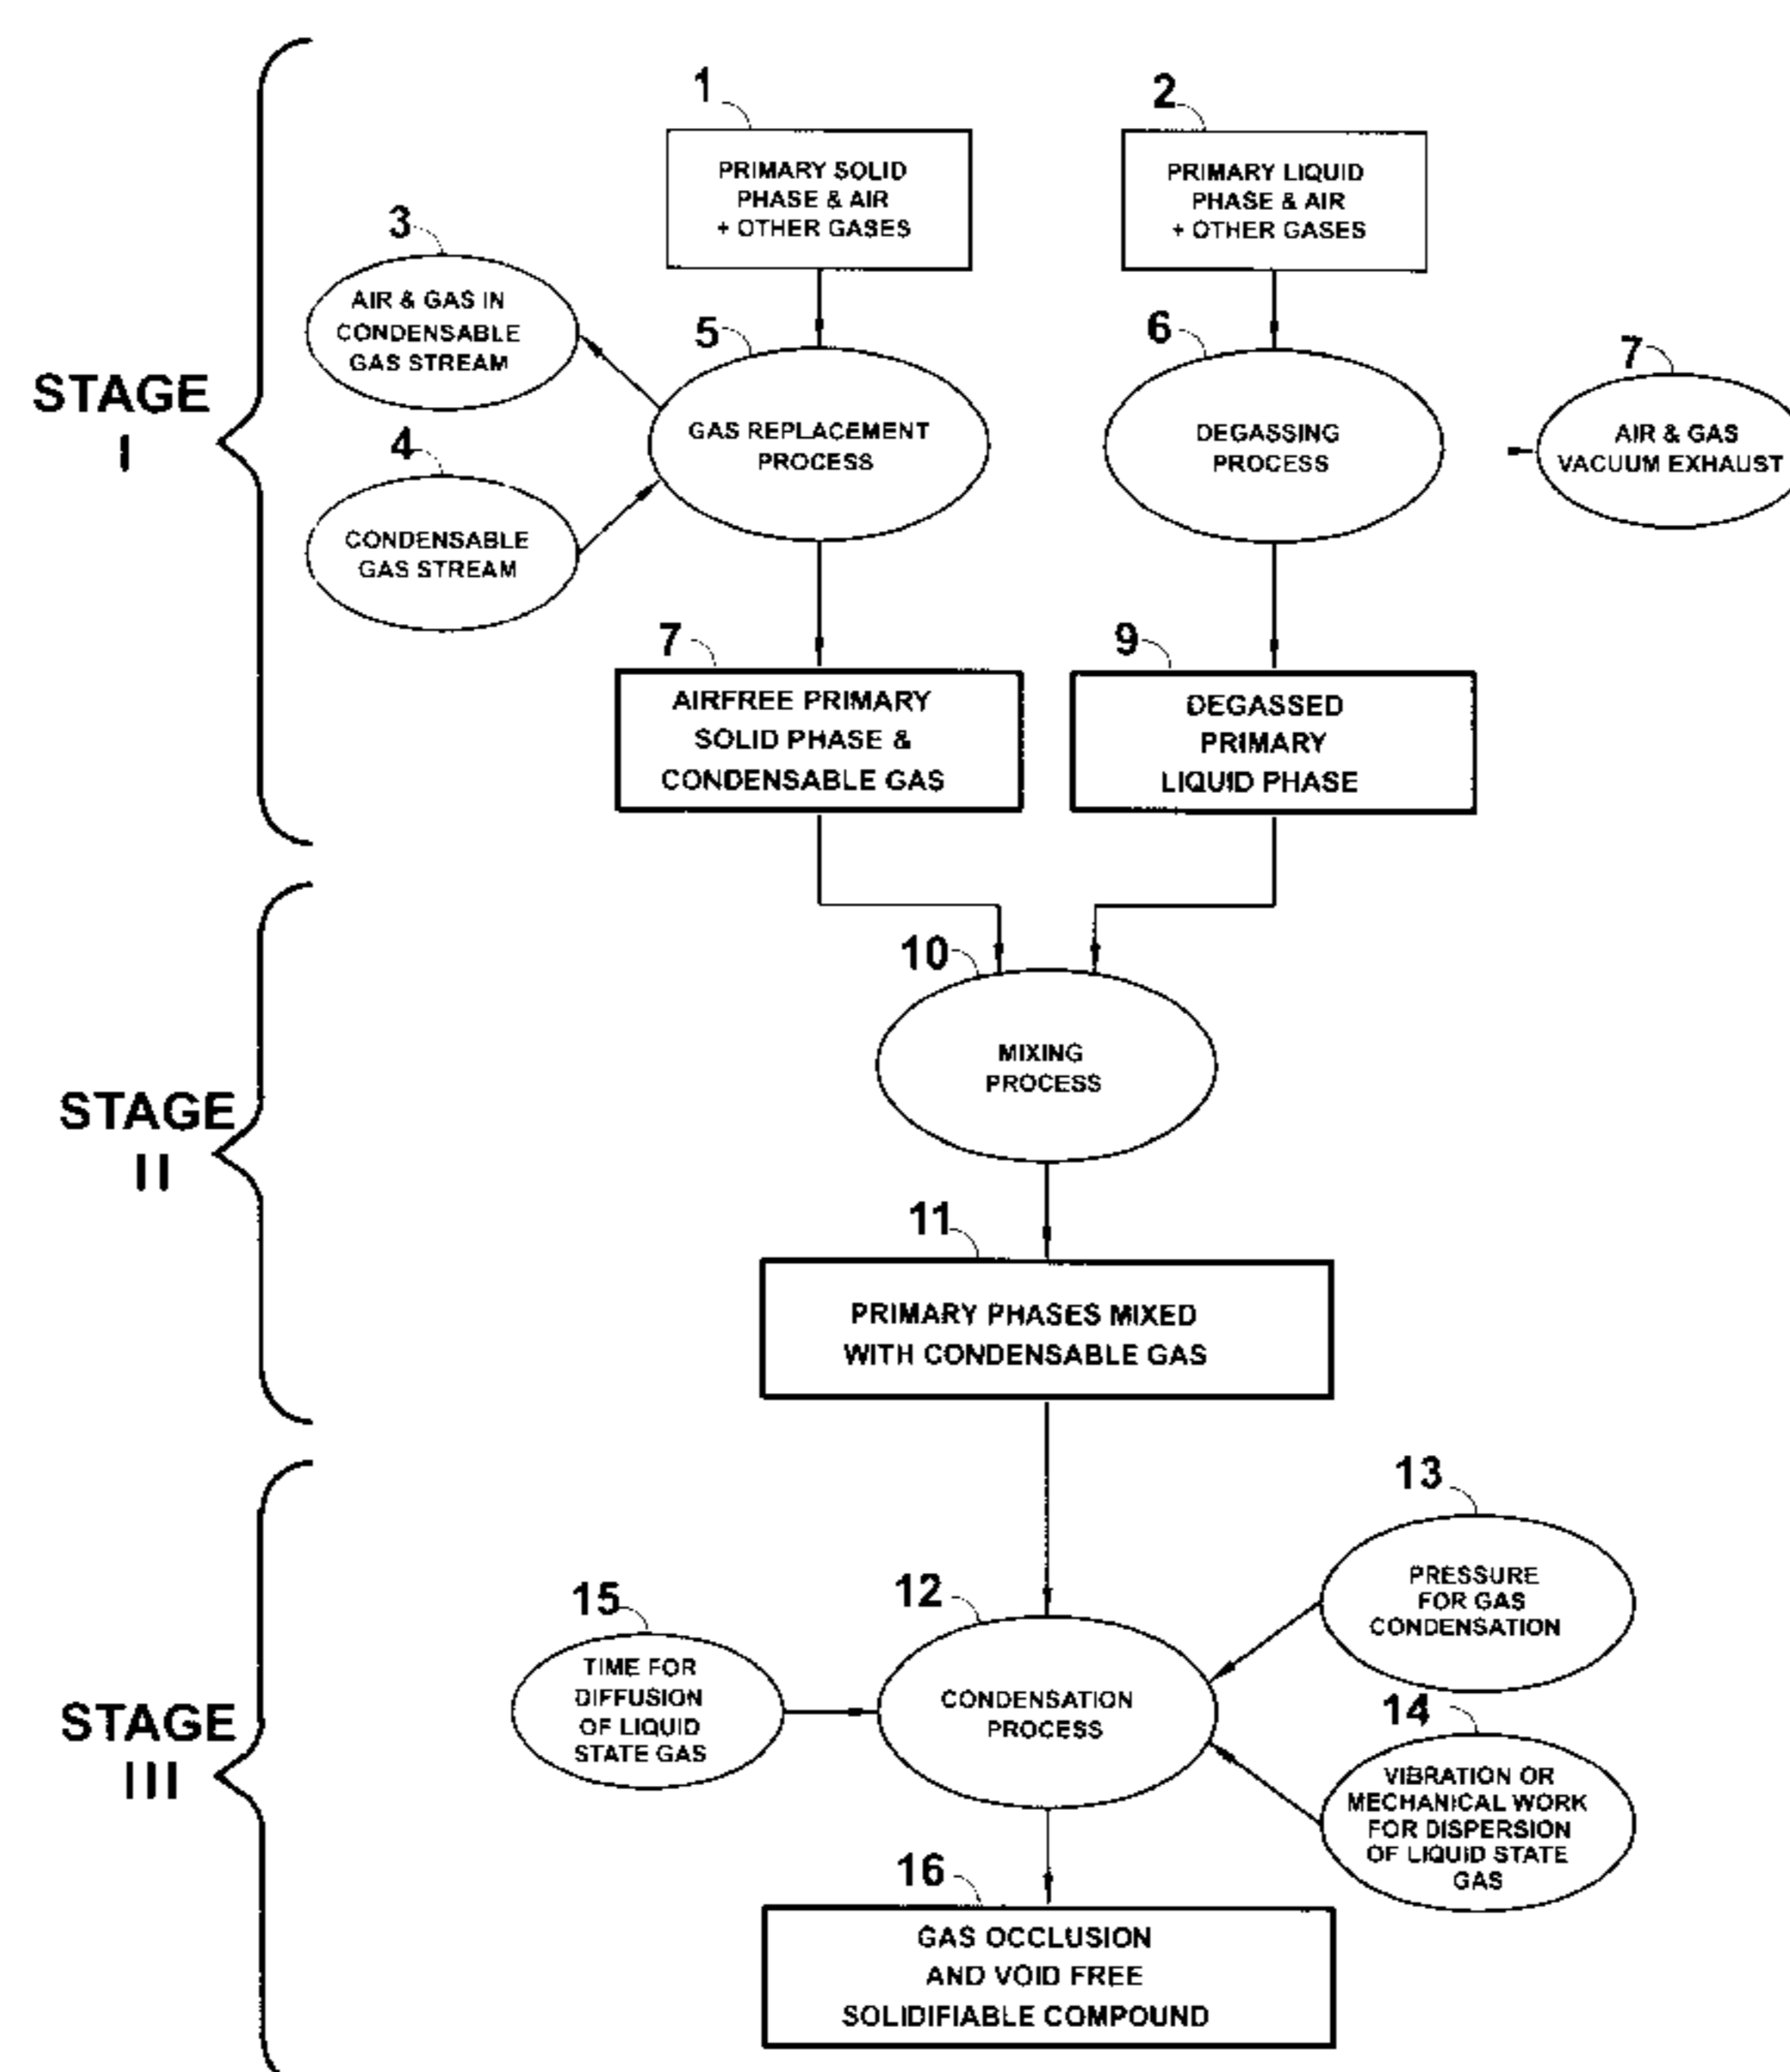 STAGE
I
1
PRIMARY SOLID
PHASE & AIR
+ OTHER GASES
2
PRIMARY LIQUID
PHASE & AIR
+ OTHER GASES
3
AIR & GAS IN
CONDENSABLE
GAS STREAM
4
CONDENSABLE
GAS STREAM
5
GAS REPLACEMENT
PROCESS
6
DEGASSING
PROCESS
7
AIR & GAS
VACUUM EXHAUST
7
AIRFREE PRIMARY
SOLID PHASE &
CONDENSABLE GAS
9
DEGASSED
PRIMARY
LIQUID PHASE
STAGE
II
10
MIXING
PROCESS
11
PRIMARY PHASES MIXED
WITH CONDENSABLE GAS
STAGE
III
15
TIME FOR
DIFFUSION
OF LIQUID
STATE GAS
12
CONDENSATION
PROCESS
13
PRESSURE
FOR GAS
CONDENSATION
14
VIBRATION OR
MECHANICAL WORK
FOR DISPERSION
OF LIQUID STATE
GAS
16
GAS OCCLUSION
AND VOID FREE
SOLIDIFIABLE COMPOUND